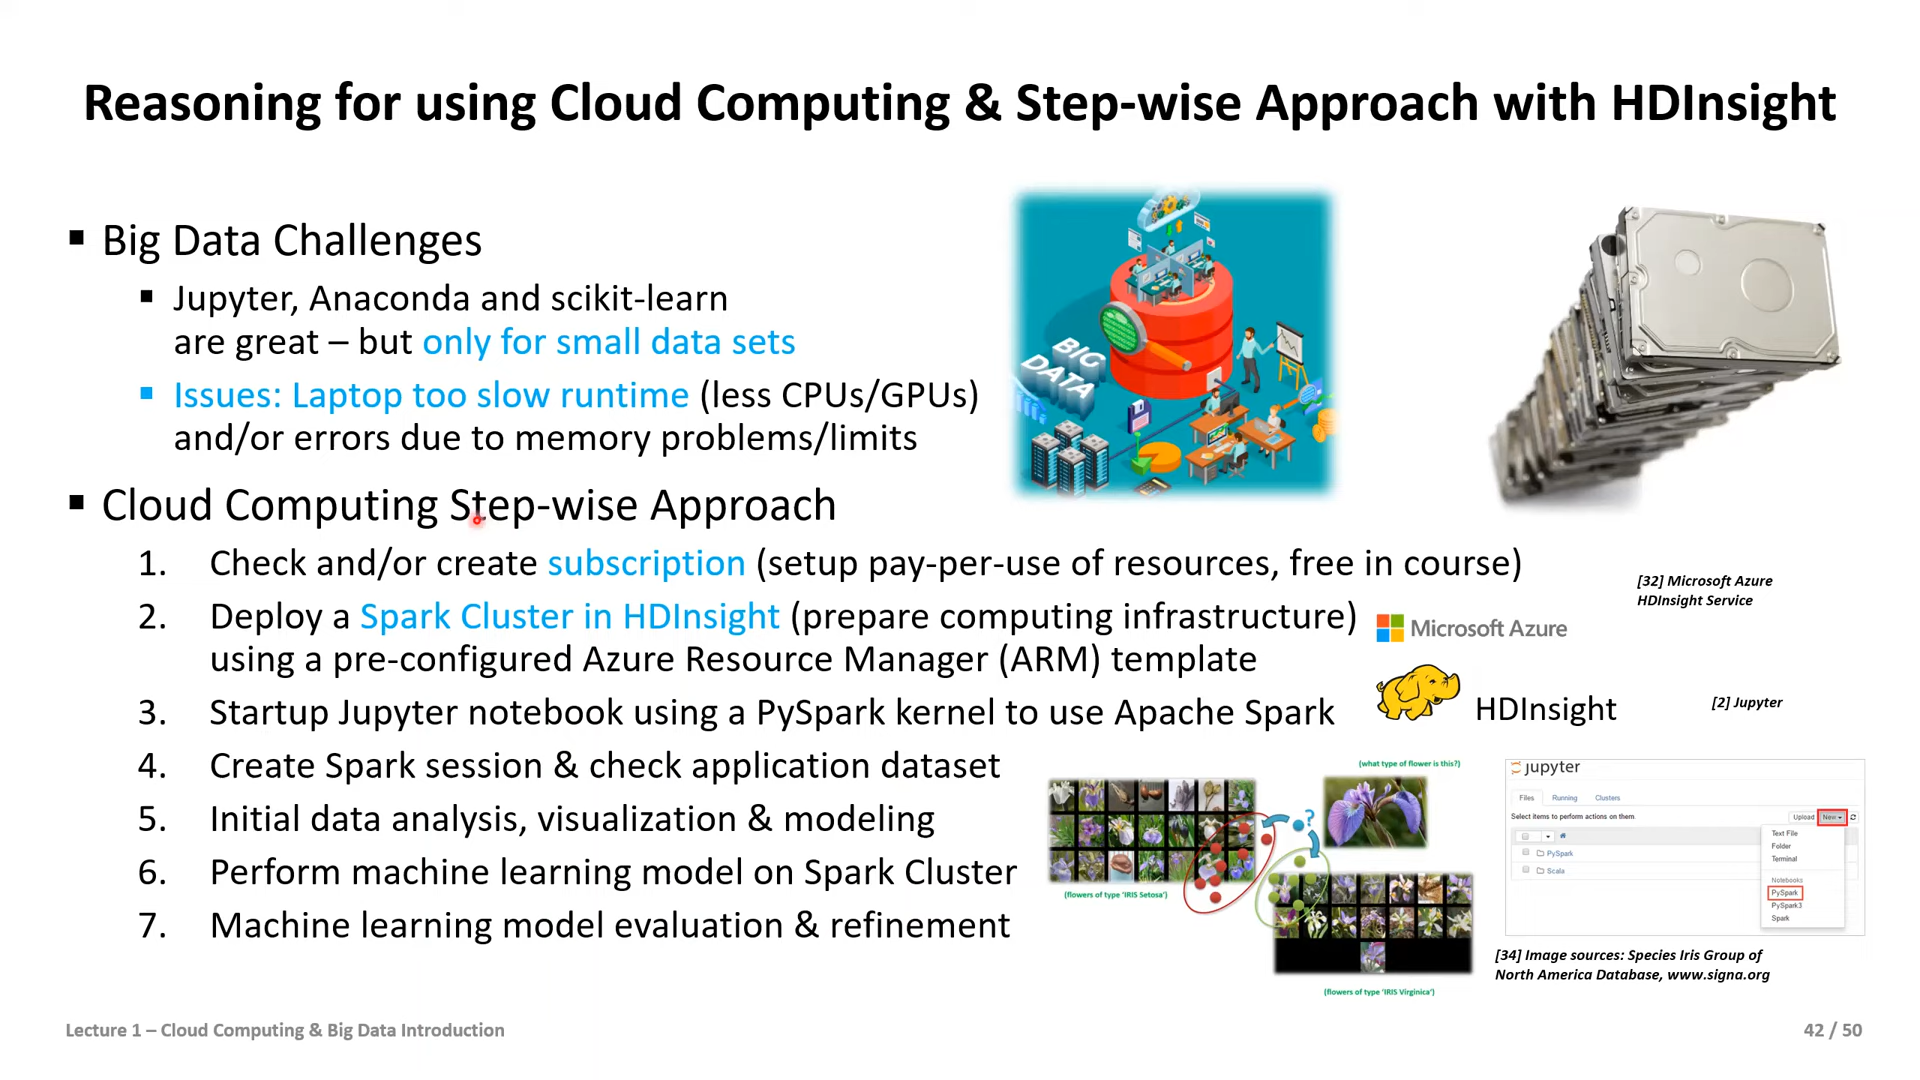 Reasoning for using Cloud Computing & Step-wise Approach with HDInsight
Big Data Challenges
Jupyter, Anaconda and scikit-learn
are great – but only for small data sets
Issues: Laptop too slow runtime (less CPUs/GPUs)
and/or errors due to memory problems/limits
BIG
DATA
Cloud Computing Step-wise Approach
1. Check and/or create subscription (setup pay-per-use of resources, free in course)
2. Deploy a Spark Cluster in HDInsight (prepare computing infrastructure)
using a pre-configured Azure Resource Manager (ARM) template
3. Startup Jupyter notebook using a PySpark kernel to use Apache Spark
4. Create Spark session & check application dataset
5. Initial data analysis, visualization & modeling
6. Perform machine learning model on Spark Cluster
7. Machine learning model evaluation & refinement
[32] Microsoft Azure
HDInsight Service
Microsoft Azure
HDInsight
[2] Jupyter
(what type of flower is this?)
?
(flowers of type 'IRIS Setosa')
(flowers of type 'IRIS Virginica')
jupyter
Files Running Clusters
Select items to perform actions on them.
Upload New
Text File
Folder
Terminal
Notebooks
PySpark
PySpark3
Spark
PySpark
Scala
[34] Image sources: Species Iris Group of
North America Database, www.signa.org
Lecture 1 – Cloud Computing & Big Data Introduction
42 / 50